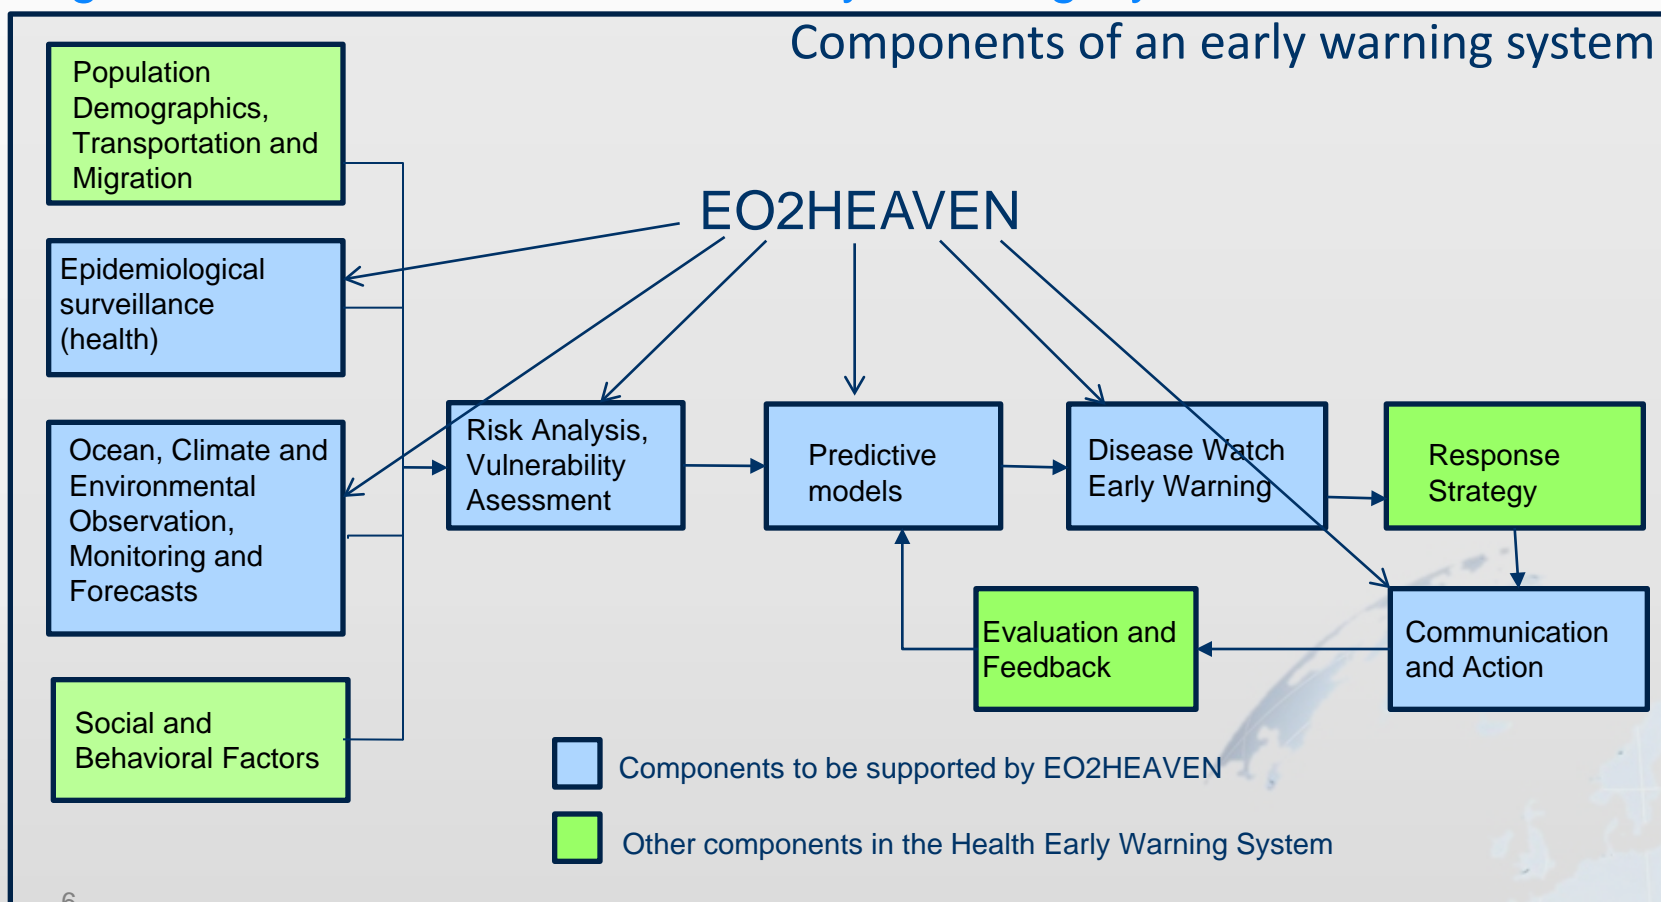 Components of an early warning system
Population
Demographics,
Transportation and
Migration
EO2HEAVEN
Epidemiological
surveillance
(health)
Ocean, Climate and
Environmental
Observation,
Monitoring and
Forecasts
Risk Analysis,
Vulnerability
Asessment
Predictive
models
Disease Watch
Early Warning
Response
Strategy
Evaluation and
Feedback
Communication
and Action
Social and
Behavioral Factors
Components to be supported by EO2HEAVEN
Other components in the Health Early Warning System
6